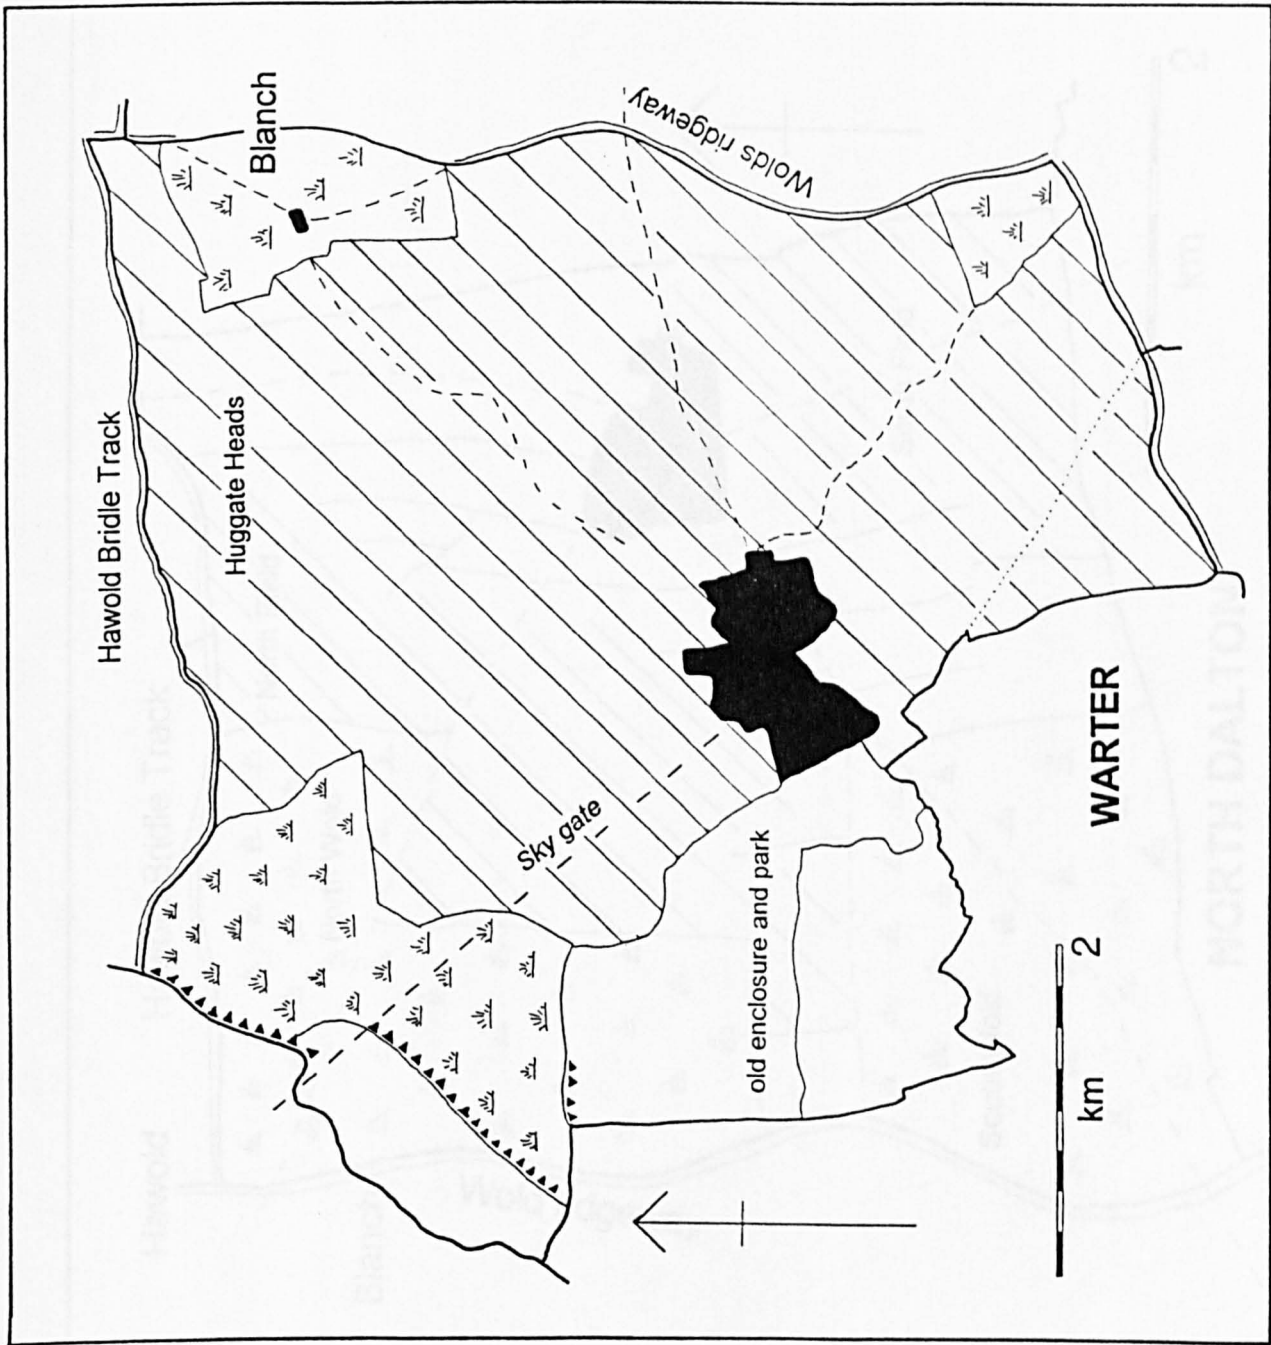 Hawold Bridle Track
Huggate Heads
Blanch
Wolds ridgeway
Sky gate
old enclosure and park
WARTER
km
2